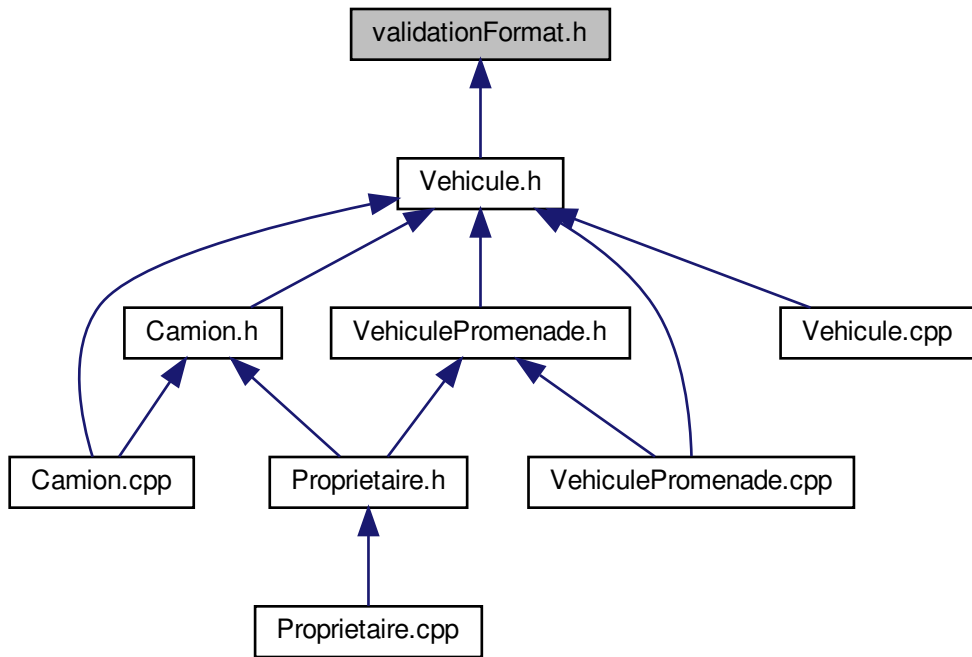 validationFormat.h
Vehicule.h
Camion.h
VehiculePromenade.h
Vehicule.cpp
Camion.cpp
Proprietaire.h
VehiculePromenade.cpp
Proprietaire.cpp